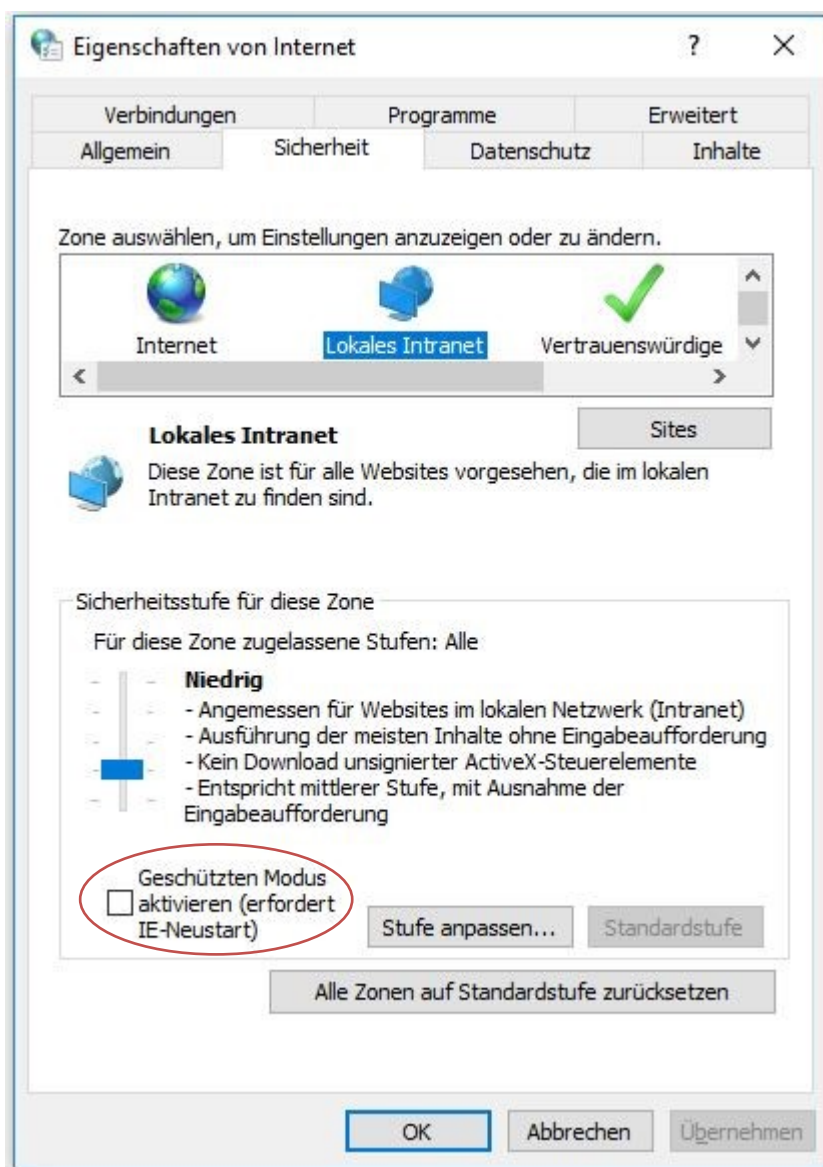 Eigenschaften von Internet
?
Verbindungen
Programme
Erweitert
Allgemein
Sicherheit
Datenschutz
Inhalte
Zone auswählen, um Einstellungen anzuzeigen oder zu ändern.
Internet
Lokales Intranet
Vertrauenswürdige
Lokales Intranet
Sites
Diese Zone ist für alle Websites vorgesehen, die im lokalen
Intranet zu finden sind.
Sicherheitsstufe für diese Zone
Für diese Zone zugelassene Stufen: Alle
Niedrig
- Angemessen für Websites im lokalen Netzwerk (Intranet)
- Ausführung der meisten Inhalte ohne Eingabeaufforderung
- Kein Download unsignierter ActiveX-Steuerelemente
- Entspricht mittlerer Stufe, mit Ausnahme der
Eingabeaufforderung
Geschützten Modus
aktivieren (erfordert
IE-Neustart)
Stufe anpassen...
Standardstufe
Alle Zonen auf Standardstufe zurücksetzen
OK
Abbrechen
Übernehmen